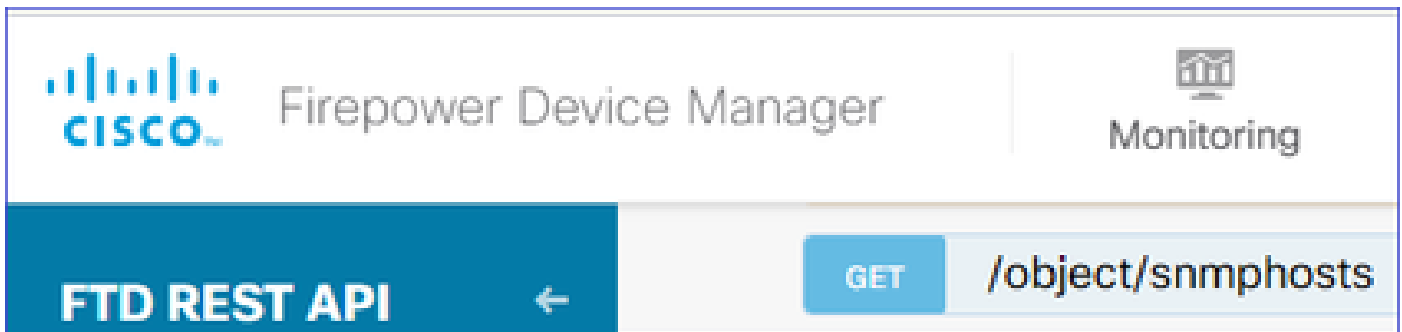 CISCO
Firepower Device Manager
Monitoring
FTD REST API
GET /object/snmphosts